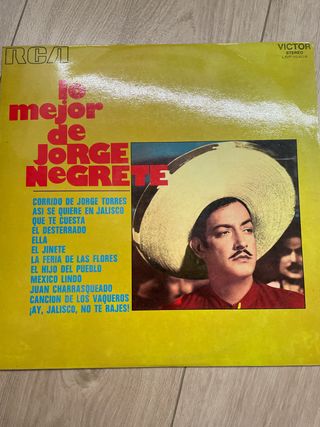 RCA
VICTOR
STEREO
lo
mejor
de
JORGE
NEGRETE
CORRIDO DE JORGE TORRES
ASI SE QUIERE EN JALISCO
QUE TE CUESTA
EL DESTERRADO
ELLA
EL JINETE
LA FERIA DE LAS FLORES
EL HIJO DEL PUEBLO
MEXICO LINDO
JUAN CHARRASQUEADO
CANCION DE LOS VAQUEROS
¡AY, JALISCO, NO TE RAJES!